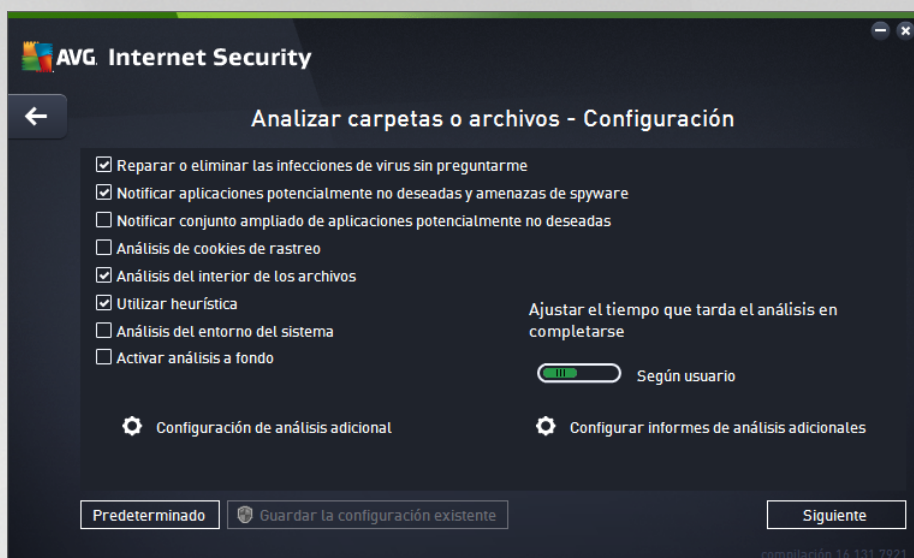 AVG Internet Security
Analizar carpetas o archivos - Configuración
Reparar o eliminar las infecciones de virus sin preguntarme
Notificar aplicaciones potencialmente no deseadas y amenazas de spyware
Notificar conjunto ampliado de aplicaciones potencialmente no deseadas
Análisis de cookies de rastreo
Análisis del interior de los archivos
Utilizar heurística
Análisis del entorno del sistema
Activar análisis a fondo
Ajustar el tiempo que tarda el análisis en
completarse
Según usuario
Configuración de análisis adicional
Configurar informes de análisis adicionales
Predeterminado
Guardar la configuración existente
Siguiente
compilación 16.131.7921